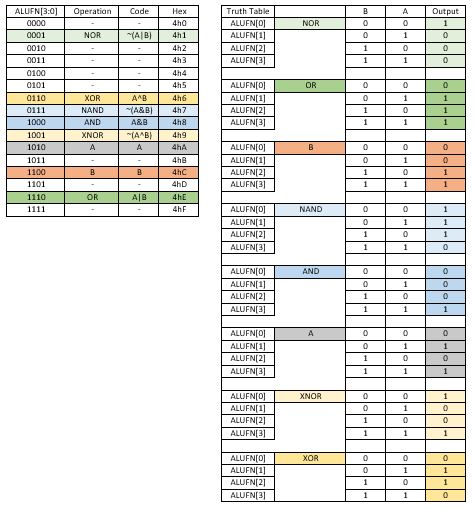 ALUFN[3:0] Operation Code Hex
0000 - - 4h0
0001 NOR ~(A|B) 4h1
0010 - - 4h2
0011 - - 4h3
0100 - - 4h4
0101 - - 4h5
0110 XOR A^B 4h6
0111 NAND ~(A&B) 4h7
1000 AND A&B 4h8
1001 XNOR ~(A^B) 4h9
1010 A A 4hA
1011 - - 4hB
1100 B B 4hC
1101 - - 4hD
1110 OR A|B 4hE
1111 - - 4hF
Truth Table B A Output
ALUFN[0] NOR 0 0 1
ALUFN[1] 0 1 0
ALUFN[2] 1 0 0
ALUFN[3] 1 1 0
ALUFN[0] OR 0 0 0
ALUFN[1] 0 1 1
ALUFN[2] 1 0 1
ALUFN[3] 1 1 1
ALUFN[0] B 0 0 0
ALUFN[1] 0 1 0
ALUFN[2] 1 0 1
ALUFN[3] 1 1 1
ALUFN[0] NAND 0 0 1
ALUFN[1] 0 1 1
ALUFN[2] 1 0 1
ALUFN[3] 1 1 0
ALUFN[0] AND 0 0 0
ALUFN[1] 0 1 0
ALUFN[2] 1 0 0
ALUFN[3] 1 1 1
ALUFN[0] A 0 0 0
ALUFN[1] 0 1 1
ALUFN[2] 1 0 0
ALUFN[3] 1 1 1
ALUFN[0] XNOR 0 0 1
ALUFN[1] 0 1 0
ALUFN[2] 1 0 0
ALUFN[3] 1 1 1
ALUFN[0] XOR 0 0 0
ALUFN[1] 0 1 1
ALUFN[2] 1 0 1
ALUFN[3] 1 1 0